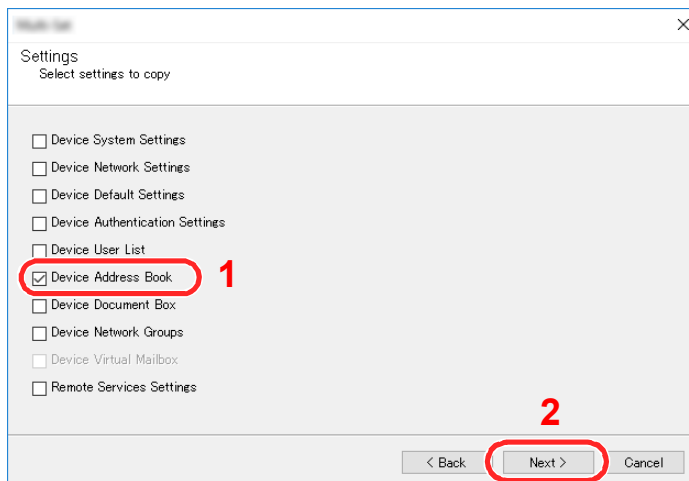 Settings
Select settings to copy
Device System Settings
Device Network Settings
Device Default Settings
Device Authentication Settings
Device User List
Device Address Book
1
Device Document Box
Device Network Groups
Device Virtual Mailbox
Remote Services Settings
2
< Back
Next >
Cancel